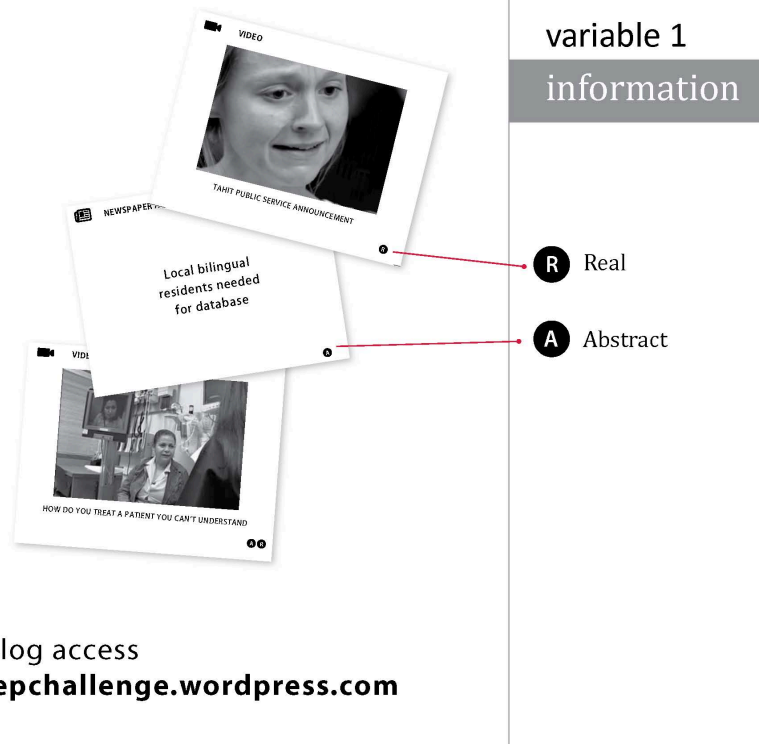 VIDEO
TAHIT PUBLIC SERVICE ANNOUNCEMENT
R
NEWSPAPER
Local bilingual
residents needed
for database
A
HOW DO YOU TREAT A PATIENT YOU CAN'T UNDERSTAND
A R
log access
epchallenge.wordpress.com
variable 1
information
R Real
A Abstract